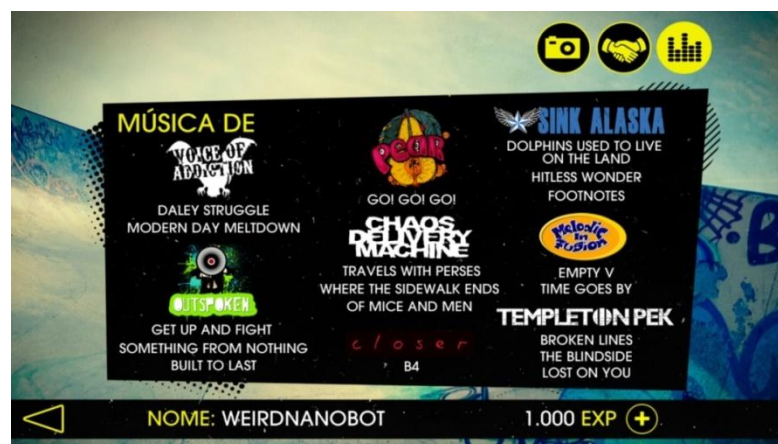 MÚSICA DE
VOICE OF
ADDICTION
DALEY STRUGGLE
MODERN DAY MELTDOWN
OUTSPOKEN
GET UP AND FIGHT
SOMETHING FROM NOTHING
BUILT TO LAST
PEAR
GO! GO! GO!
CHAOS
DELIVERY
MACHINE
TRAVELS WITH PERSES
WHERE THE SIDEWALK ENDS
OF MICE AND MEN
closer
B4
SINK ALASKA
DOLPHINS USED TO LIVE
ON THE LAND
HITLESS WONDER
FOOTNOTES
Melodic
In
Fusion
EMPTY V
TIME GOES BY
TEMPLETON PEK
BROKEN LINES
THE BLINDSIDE
LOST ON YOU
NOME: WEIRDNANOBOT
1.000 EXP +